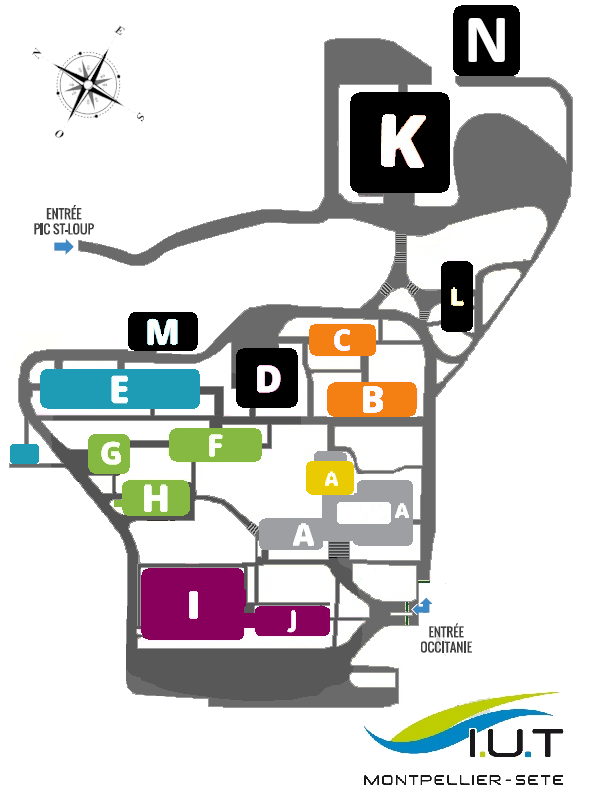 N
E
N
S
O
K
ENTRÉE
PIC ST-LOUP
L
M
C
D
E
B
F
G
A
H
A
A
I
J
ENTRÉE
OCCITANIE
I.U.T
MONTPELLIER-SETE